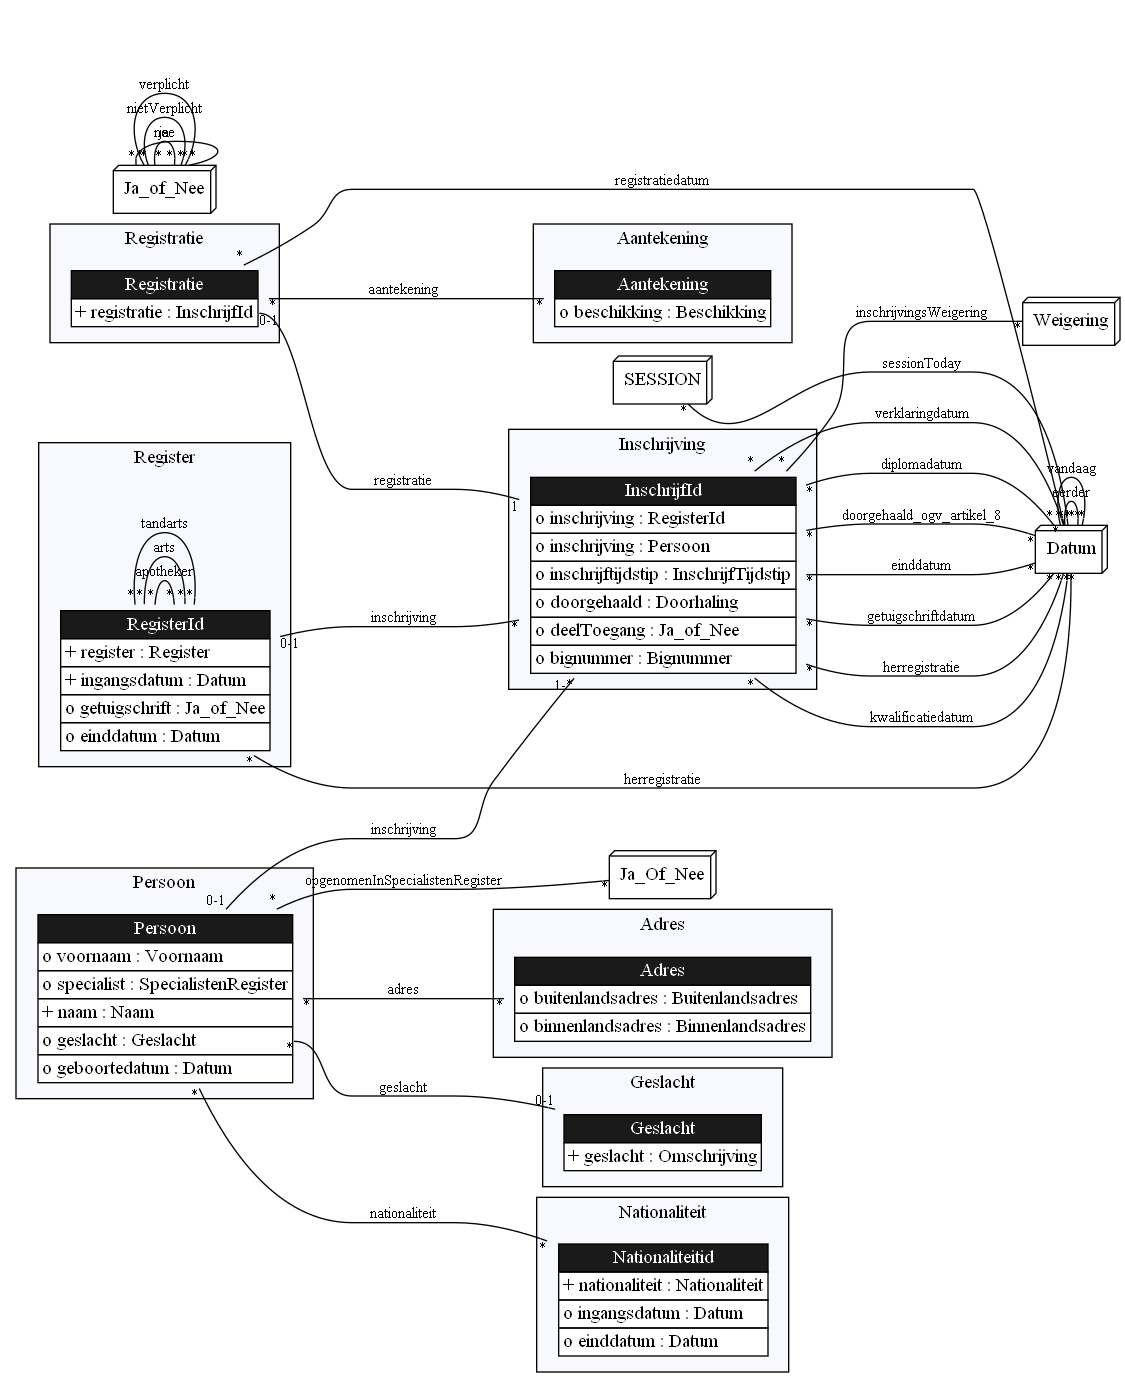 verplicht
nietVerplicht
Ja_of_Nee
registratiedatum
Registratie
Registratie
+ registratie : InschrijfId
aantekening
Aantekening
Aantekening
o beschikking : Beschikking
inschrijvingsWeigering
Weigering
SESSION
sessionToday
verklaringdatum
Register
Inschrijving
diplomadatum
vandaag
eerder
registratie
InschrijfId
o inschrijving : RegisterId
o inschrijving : Persoon
o inschrijftijdstip : InschrijfTijdstip
o doorgehaald : Doorhaling
o deelToegang : Ja_of_Nee
o bignummer : Bignummer
doorgehaald_ogv_artikel_8
Datum
einddatum
getuigschriftdatum
herregistratie
kwalificatiedatum
tandarts
arts
apotheker
RegisterId
+ register : Register
+ ingangsdatum : Datum
o getuigschrift : Ja_of_Nee
o einddatum : Datum
inschrijving
herregistratie
inschrijving
Persoon
opgenomenInSpecialistenRegister
Ja_Of_Nee
Persoon
o voornaam : Voornaam
o specialist : SpecialistenRegister
+ naam : Naam
o geslacht : Geslacht
o geboortedatum : Datum
adres
Adres
Adres
o buitenlandsadres : Buitenlandsadres
o binnenlandsadres : Binnenlandsadres
geslacht
Geslacht
Geslacht
+ geslacht : Omschrijving
nationaliteit
Nationaliteit
Nationaliteitid
+ nationaliteit : Nationaliteit
o ingangsdatum : Datum
o einddatum : Datum
0-1
1
0-1
1-*
0-1
0-1